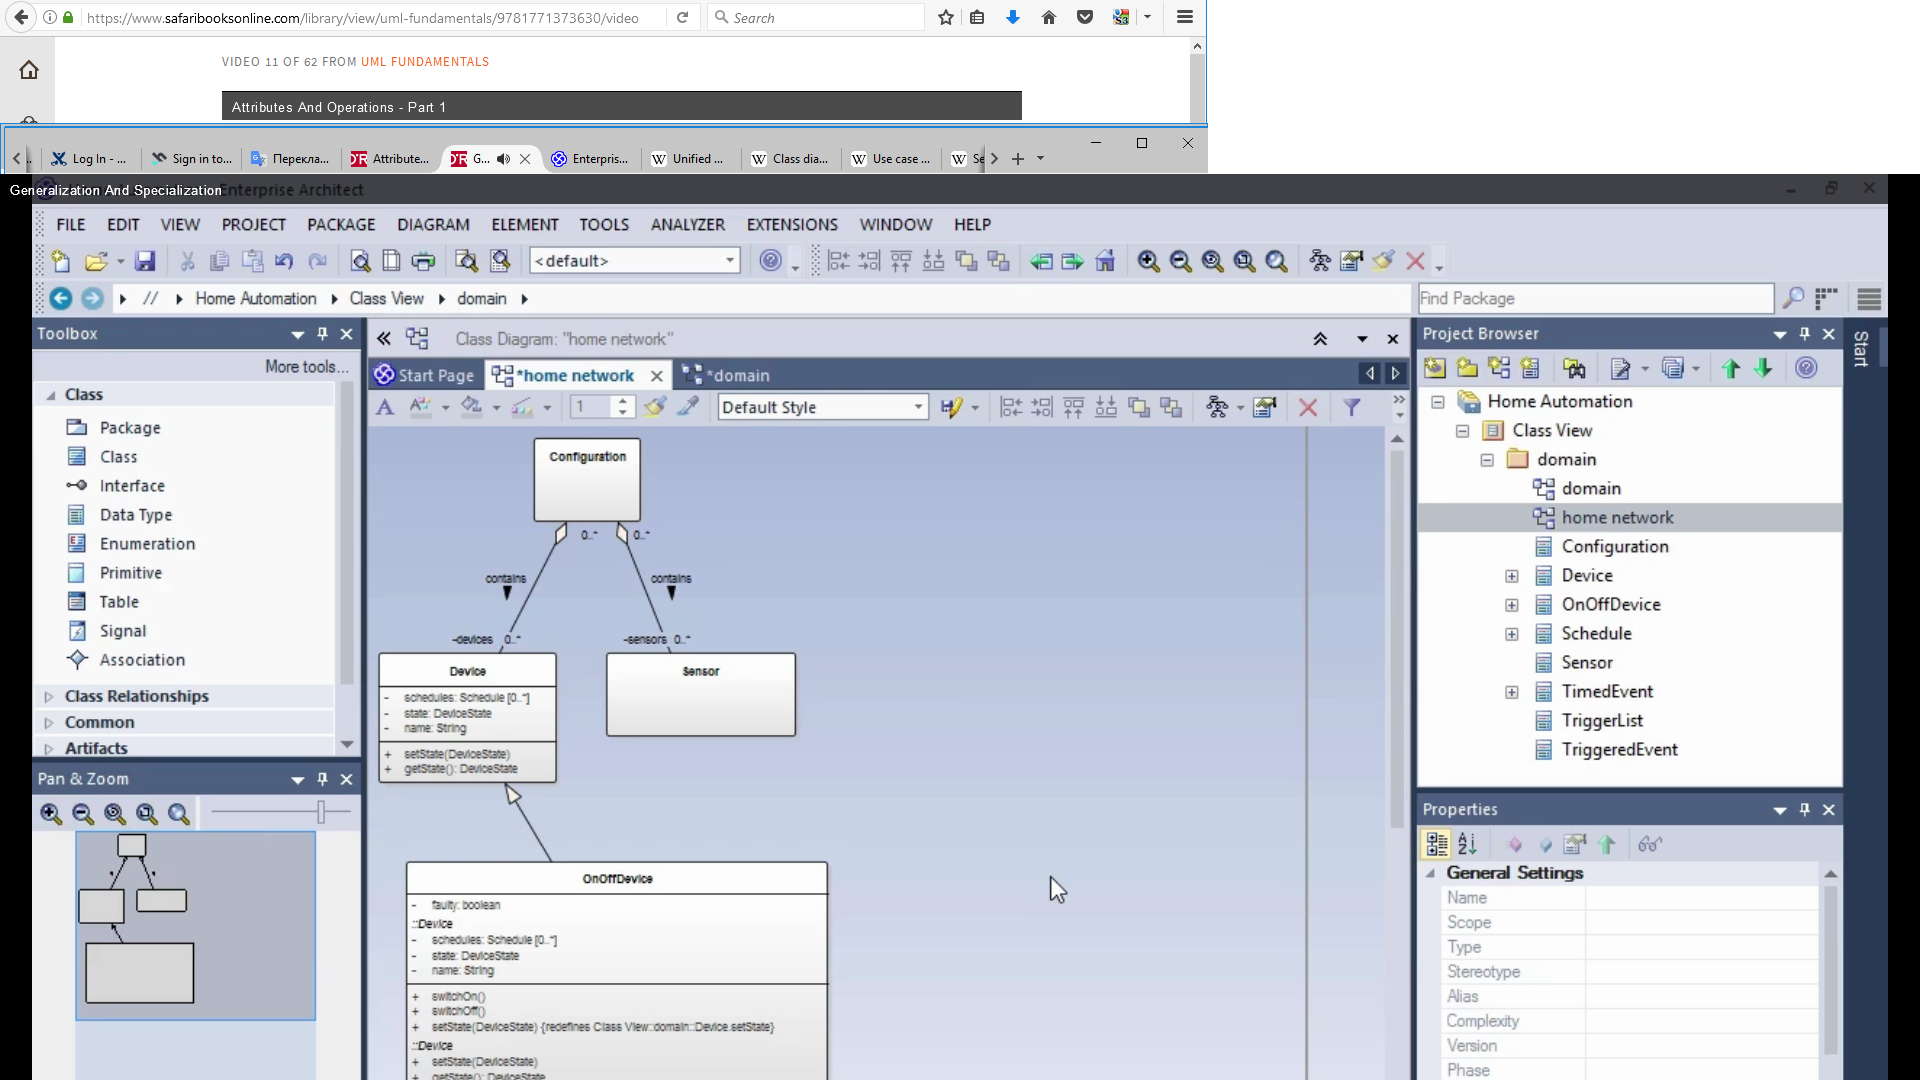 https://www.safaribooksonline.com/library/view/uml-fundamentals/9781771373630/video
Search
VIDEO 11 OF 62 FROM UML FUNDAMENTALS
Attributes And Operations - Part 1
Log In - ...
Sign in to...
Перекла...
Attribute...
G...
Enterpris...
Unified ...
Class dia...
Use case ...
Se
Generalization And Specialization
Enterprise Architect
FILE EDIT VIEW PROJECT PACKAGE DIAGRAM ELEMENT TOOLS ANALYZER EXTENSIONS WINDOW HELP
<default>
// Home Automation Class View domain
Find Package
Toolbox
More tools...
Class
Package
Class
Interface
Data Type
Enumeration
Primitive
Table
Signal
Association
Class Relationships
Common
Artifacts
Pan & Zoom
Class Diagram: "home network"
Start Page
*home network
*domain
1
Default Style
Configuration
0..*
0..*
contains
contains
-devices 0..*
-sensors 0..*
Device
- schedules: Schedule [0..*]
- state: DeviceState
- name: String
+ setState(DeviceState)
+ getState(): DeviceState
Sensor
OnOffDevice
- faulty: boolean
::Device
- schedules: Schedule [0..*]
- state: DeviceState
- name: String
+ switchOn()
+ switchOff()
+ setState(DeviceState) {redefines Class View::domain::Device.setState}
::Device
+ setState(DeviceState)
+ getState(): DeviceState
Project Browser
Home Automation
Class View
domain
domain
home network
Configuration
Device
OnOffDevice
Schedule
Sensor
TimedEvent
TriggerList
TriggeredEvent
Start
Properties
General Settings
Name
Scope
Type
Stereotype
Alias
Complexity
Version
Phase